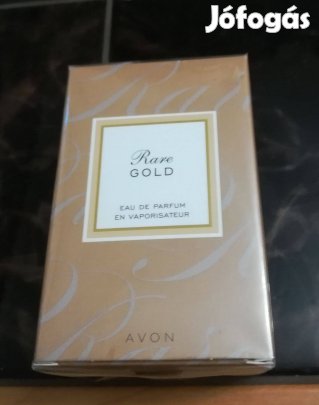 Jófogás
Rare
GOLD
EAU DE PARFUM
EN VAPORISATEUR
AVON